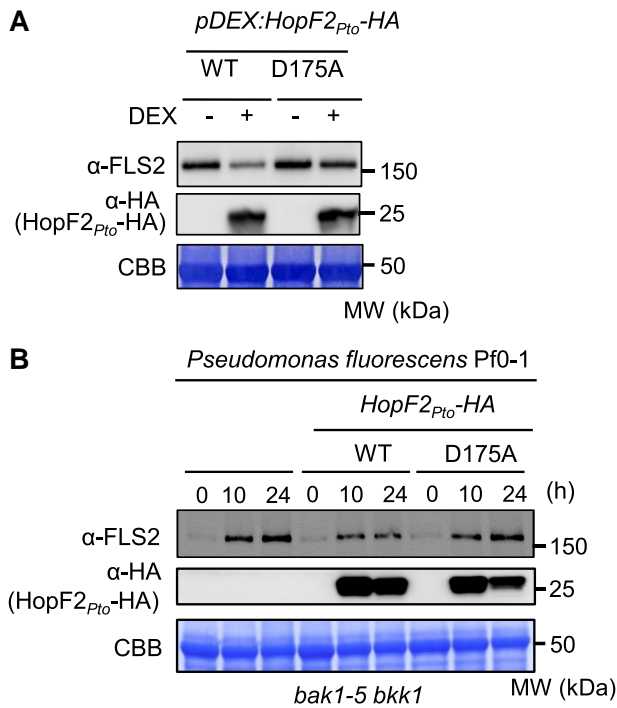 A
pDEX:HopF2Pto-HA
WT D175A
DEX - + - +
α-FLS2
150
α-HA
(HopF2Pto-HA)
25
CBB
50
MW (kDa)
B
Pseudomonas fluorescens Pf0-1
HopF2Pto-HA
WT D175A
0 10 24 0 10 24 0 10 24 (h)
α-FLS2
150
α-HA
(HopF2Pto-HA)
25
CBB
50
bak1-5 bkk1
MW (kDa)